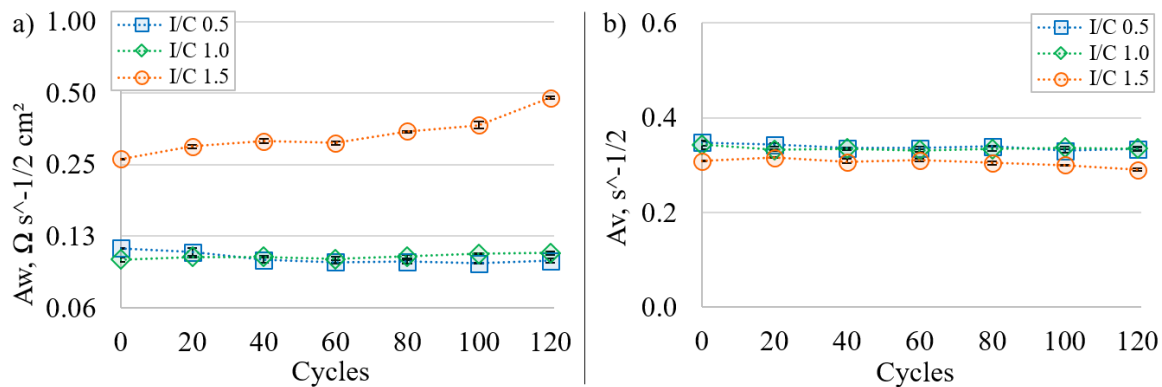 a)
I/C 0.5
I/C 1.0
I/C 1.5
Aw, Ω s^-1/2 cm²
1.00
0.50
0.25
0.13
0.06
0 20 40 60 80 100 120
Cycles
b)
I/C 0.5
I/C 1.0
I/C 1.5
Av, s^-1/2
0.6
0.4
0.2
0.0
0 20 40 60 80 100 120
Cycles